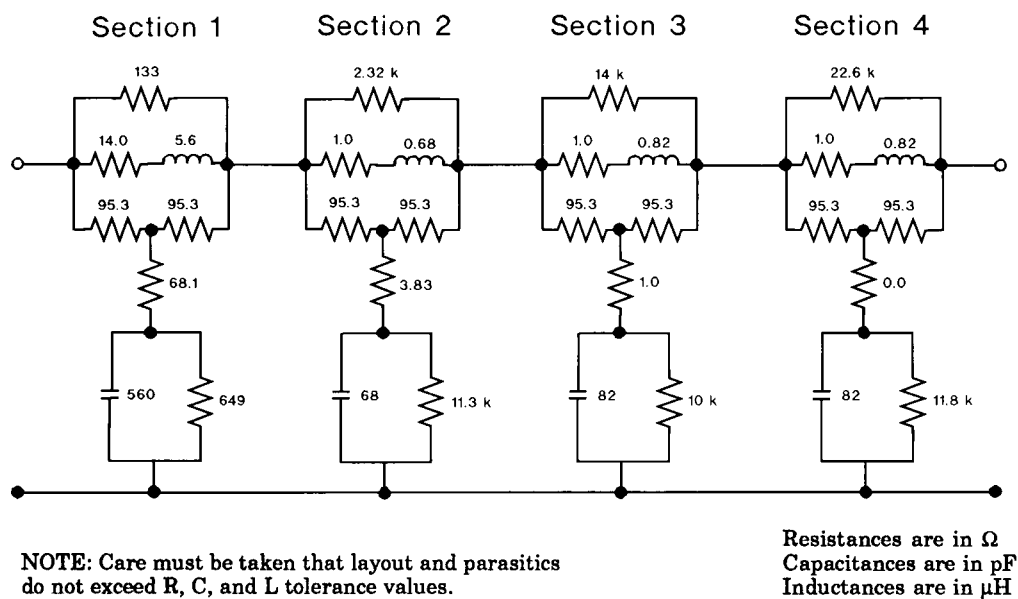 Section 1 Section 2 Section 3 Section 4
133 2.32 k 14 k 22.6 k
14.0 5.6 1.0 0.68 1.0 0.82 1.0 0.82
95.3 95.3 95.3 95.3 95.3 95.3 95.3 95.3
68.1 3.83 1.0 0.0
560 649 68 11.3 k 82 10 k 82 11.8 k
NOTE: Care must be taken that layout and parasitics
do not exceed R, C, and L tolerance values.
Resistances are in Ω
Capacitances are in pF
Inductances are in μH